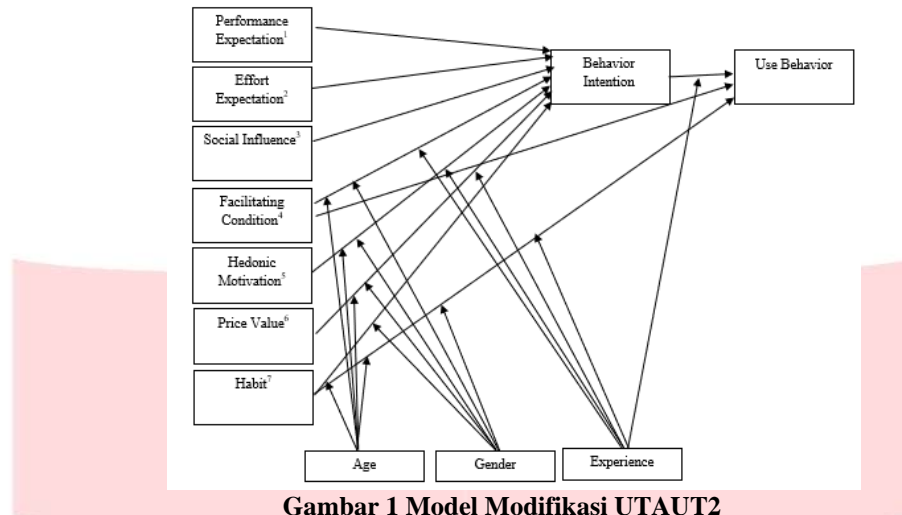 Performance
Expectation¹
Effort
Expectation²
Social Influence³
Facilitating
Condition⁴
Hedonic
Motivation⁵
Price Value⁶
Habit⁷
Behavior
Intention
Use Behavior
Age
Gender
Experience
Gambar 1 Model Modifikasi UTAUT2